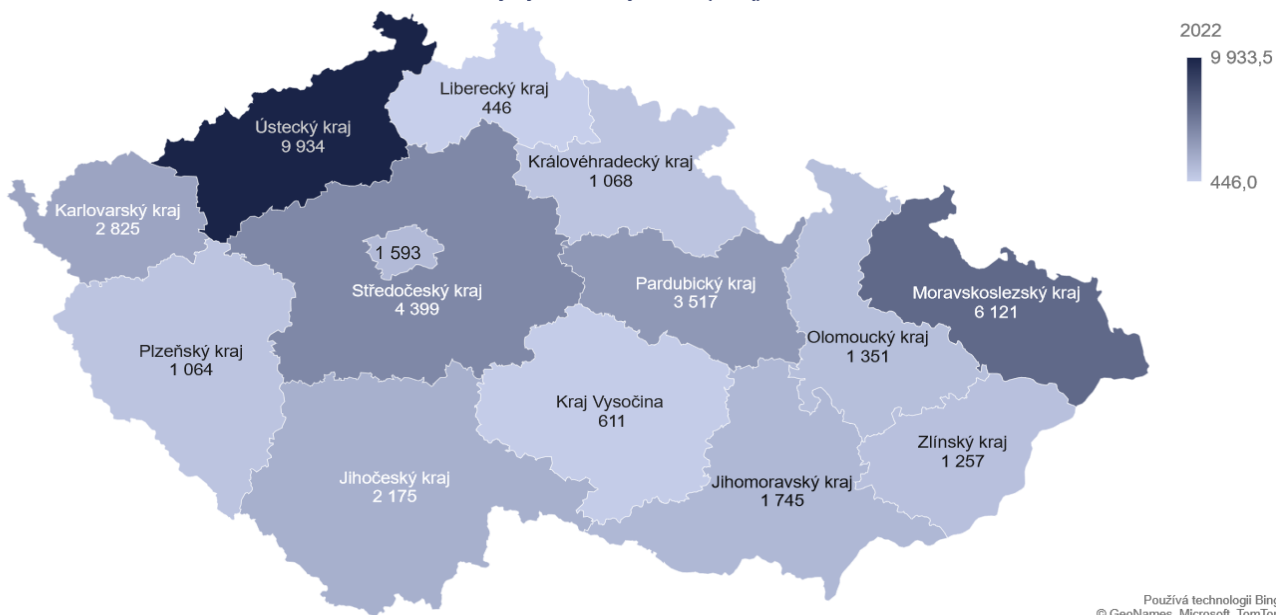 2022
9 933,5
446,0
Liberecký kraj
446
Ústecký kraj
9 934
Královéhradecký kraj
1 068
Karlovarský kraj
2 825
1 593
Středočeský kraj
4 399
Pardubický kraj
3 517
Moravskoslezský kraj
6 121
Olomoucký kraj
1 351
Plzeňský kraj
1 064
Kraj Vysočina
611
Zlínský kraj
1 257
Jihočeský kraj
2 175
Jihomoravský kraj
1 745
Používá technologii Bing
© GeoNames, Microsoft, TomTom